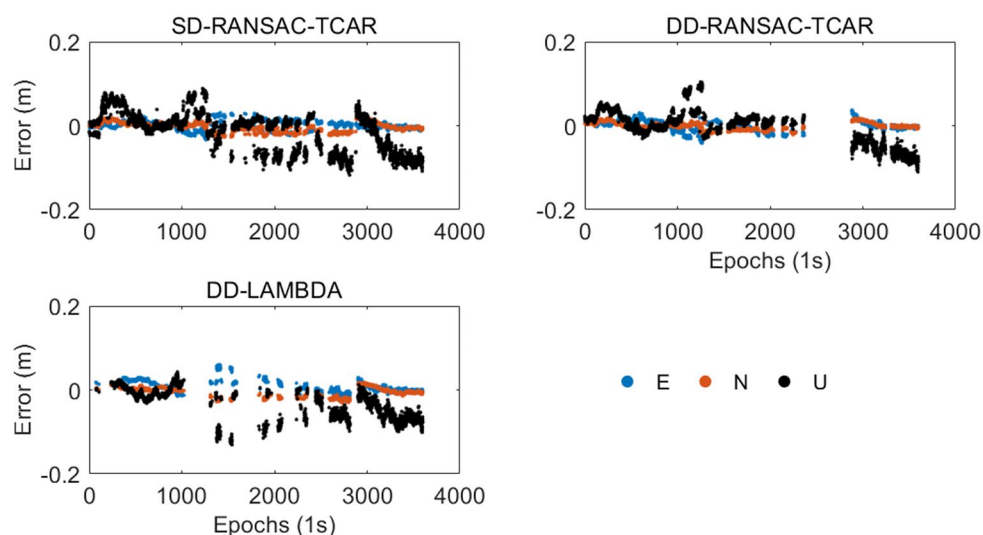 SD-RANSAC-TCAR
0.2
0
-0.2
Error (m)
0 1000 2000 3000 4000
DD-RANSAC-TCAR
0.2
0
-0.2
0 1000 2000 3000 4000
Epochs (1s)
DD-LAMBDA
0.2
0
-0.2
Error (m)
0 1000 2000 3000 4000
Epochs (1s)
E N U